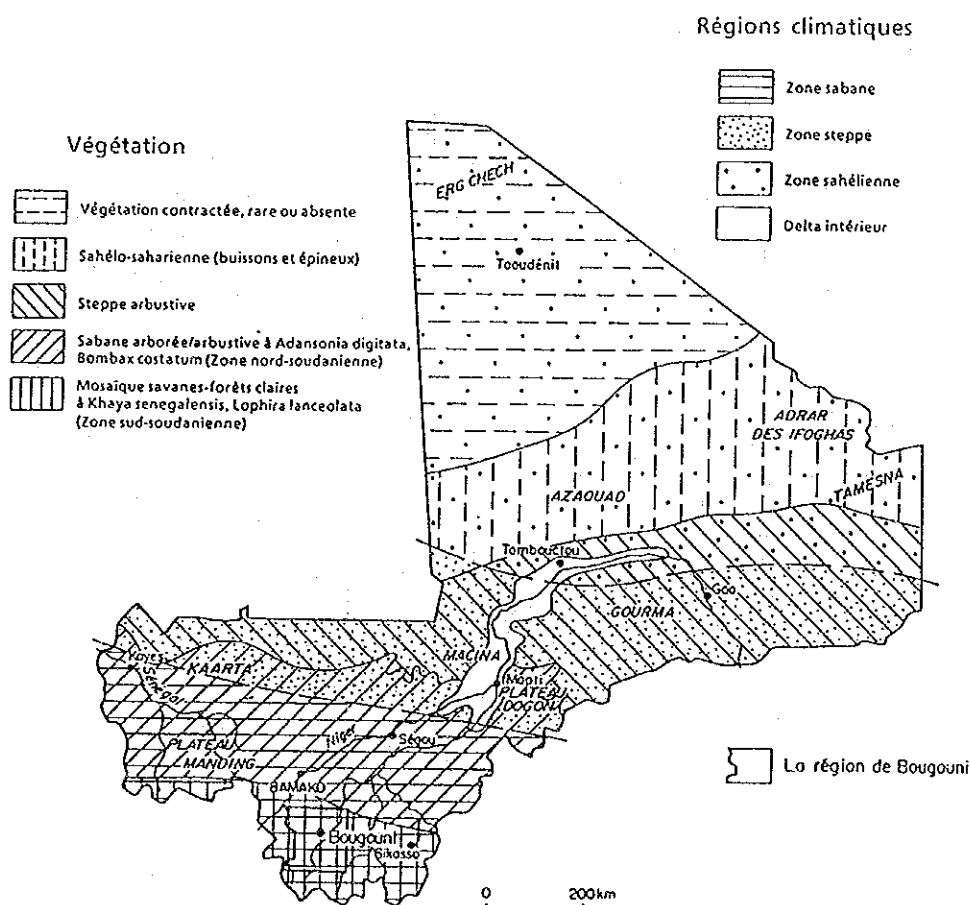 Régions climatiques
Zone sabane
Zone steppe
Zone sahélienne
Delta intérieur
Végétation
Végétation contractée, rare ou absente
Sahélo-saharienne (buissons et épineux)
Steppe arbustive
Sabane arborée/arbustive à Adansonia digitata,
Bombax costatum (Zone nord-soudanienne)
Mosaïque savanes-forêts claires
à Khaya senegalensis, Lophira lanceolata
(Zone sud-soudanienne)
ERG CHECH
Taoudénit
ADRAR
DES IFOGHAS
TAMESNA
AZAOUAD
Tombouctou
Gao
GOURMA
MACINA
KAARTA
Sénégal
Mopti
PLATEAU
DOGON
Niger
Ségou
PLATEAU
MANDING
BAMAKO
Bougouni
Sikasso
La région de Bougouni
0 200km